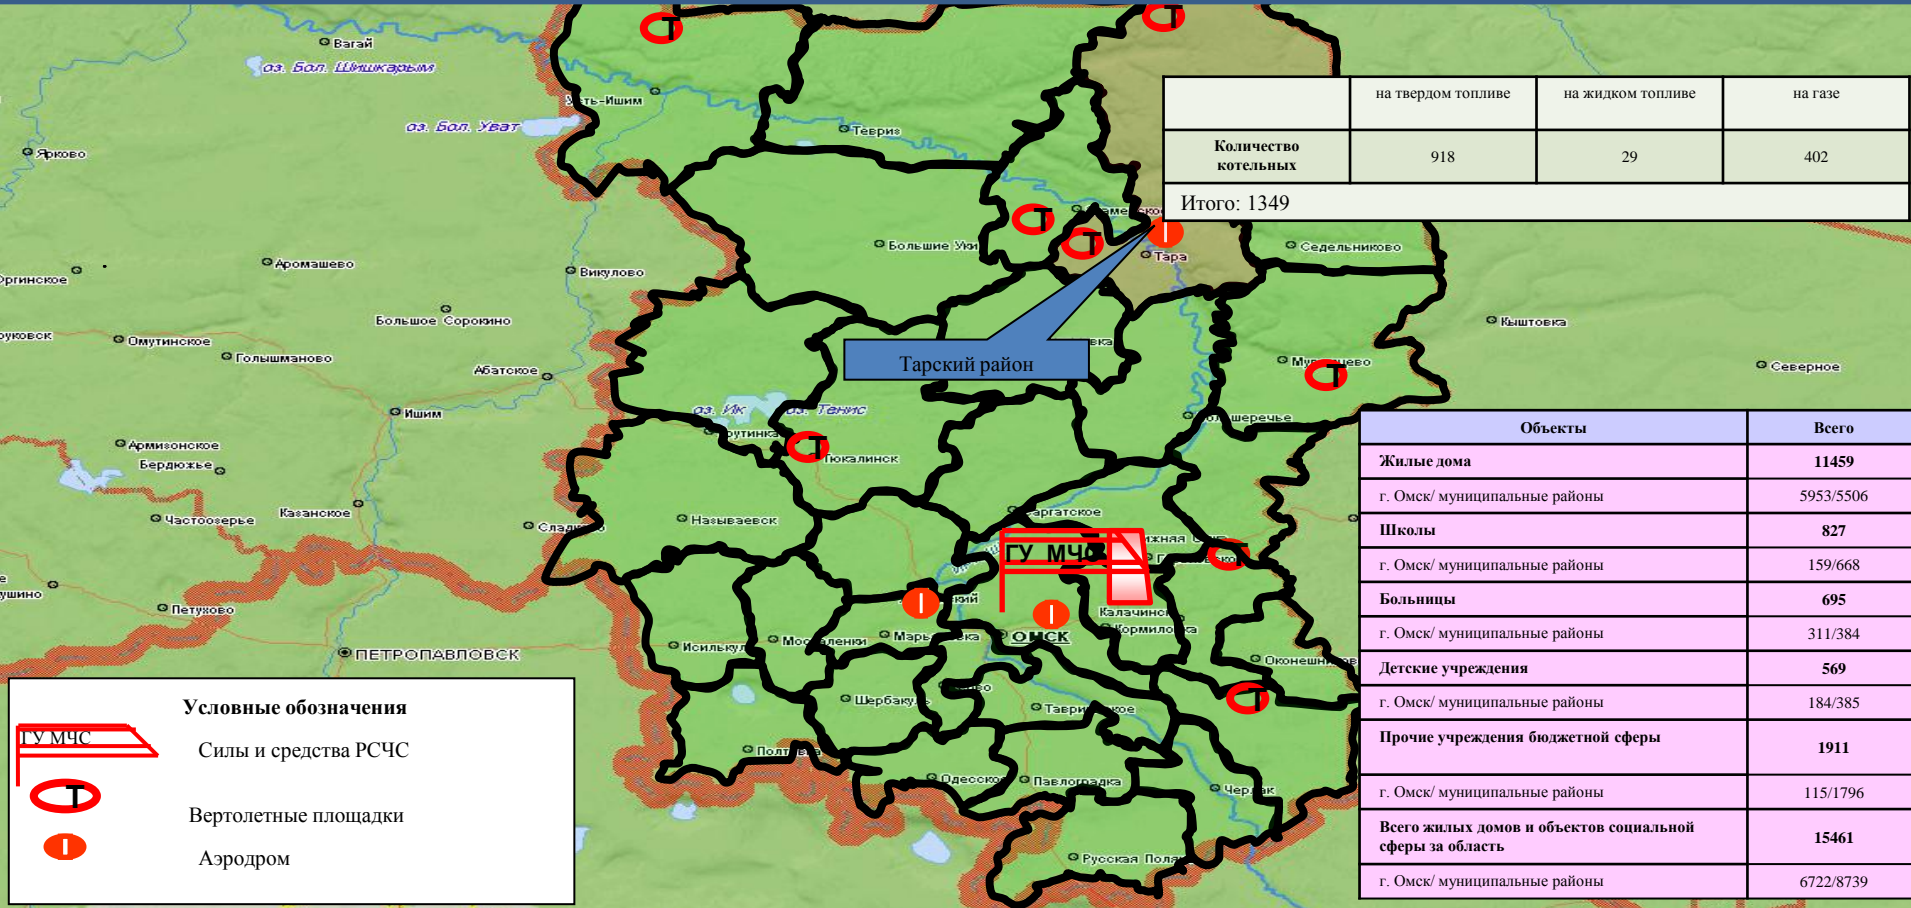 Вагай
оз. Бол. Шишкарым
оз. Бол. Уват
Тевриз
Ярково
Большие Уки
Аромашево
Викулово
Большое Сорокино
Омутинское
Голышманово
Абатское
Ишим
Армизонское
Бердюжье
Частоозерье
Казанское
Петухово
ПЕТРОПАВЛОВСК
на твердом топливе
на жидком топливе
на газе
Количество
котельных
918
29
402
Итого: 1349
Седельниково
Тара
Кыштовка
Северное
Тарский район
оз. Ик
оз. Тенис
Тюкалинск
Называевск
ГУ МЧС
Калачинск
Кормиловка
ОМСК
Исилькуль
Москаленки
Марьяновка
Шербакуль
Полтавка
Одесское
Павлоградка
Черлак
Русская Поляна
Т
Т
Т
Т
Т
Т
Т
Т
Объекты
Всего
Жилые дома
11459
г. Омск/ муниципальные районы
5953/5506
Школы
827
г. Омск/ муниципальные районы
159/668
Больницы
695
г. Омск/ муниципальные районы
311/384
Детские учреждения
569
г. Омск/ муниципальные районы
184/385
Прочие учреждения бюджетной сферы
1911
г. Омск/ муниципальные районы
115/1796
Всего жилых домов и объектов социальной
сферы за область
15461
г. Омск/ муниципальные районы
6722/8739
Условные обозначения
ГУ МЧС
Силы и средства РСЧС
Т
Вертолетные площадки
Аэродром